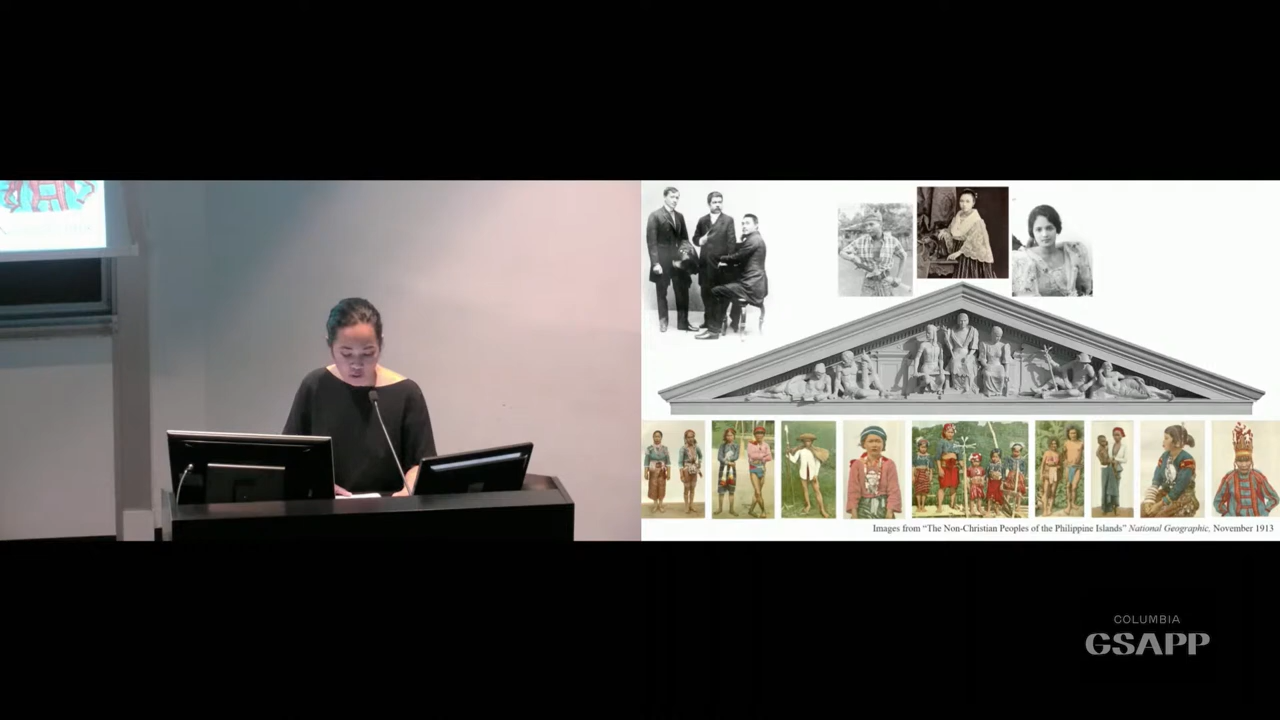 Images from “The Non-Christian Peoples of the Philippine Islands” National Geographic, November 1913
COLUMBIA
GSAPP